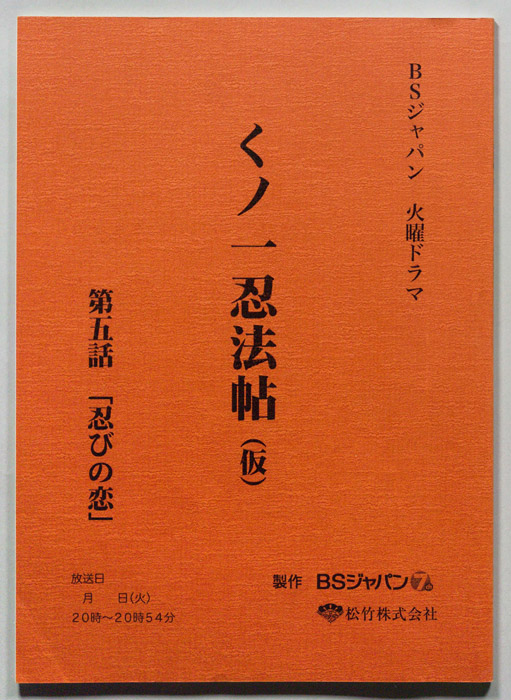 BSジャパン　火曜ドラマ
くノ一忍法帖（仮）
第五話　「忍びの恋」
放送日
月　　日(火)
２０時～２０時５４分
製作　BSジャパン 7
松竹株式会社